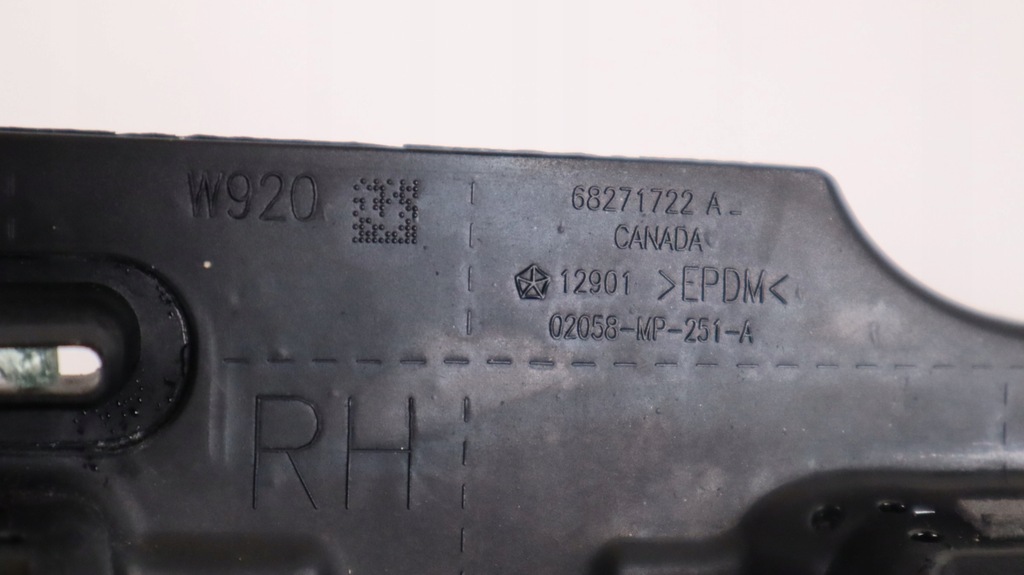 W920
68271722 A
CANADA
12901 >EPDM<
02058-MP-251-A
RH